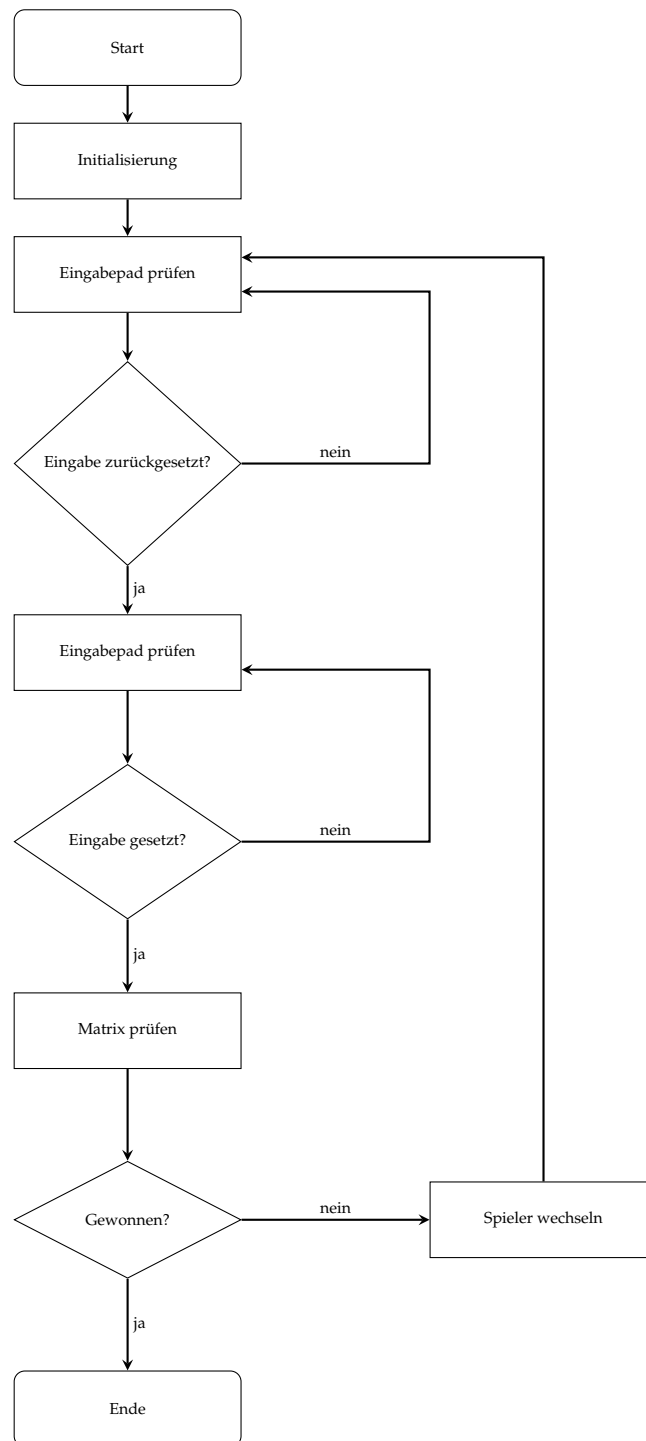 Start
Initialisierung
Eingabepad prüfen
Eingabe zurückgesetzt?
nein
ja
Eingabepad prüfen
Eingabe gesetzt?
nein
ja
Matrix prüfen
Gewonnen?
nein
Spieler wechseln
ja
Ende